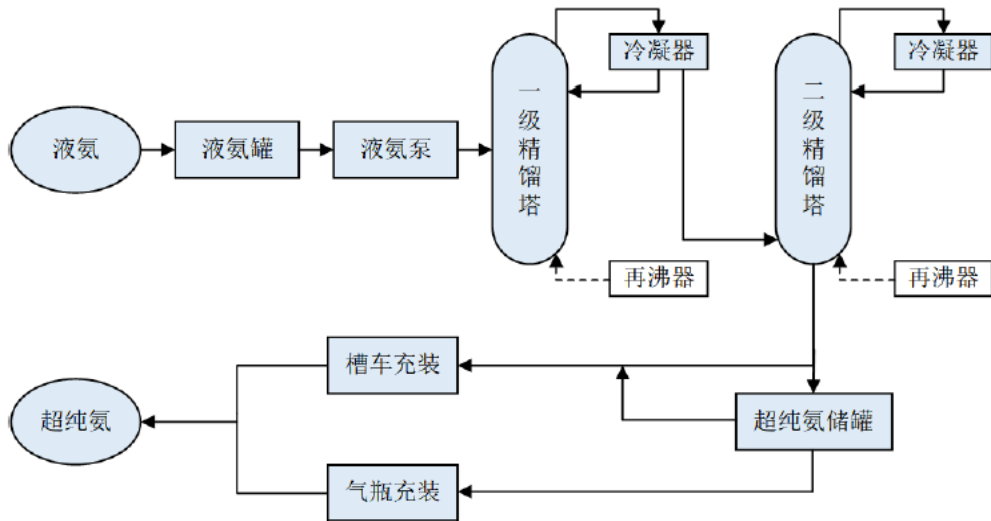 冷凝器
冷凝器
一级精馏塔
二级精馏塔
液氨
液氨罐
液氨泵
再沸器
再沸器
槽车充装
超纯氨
超纯氨储罐
气瓶充装